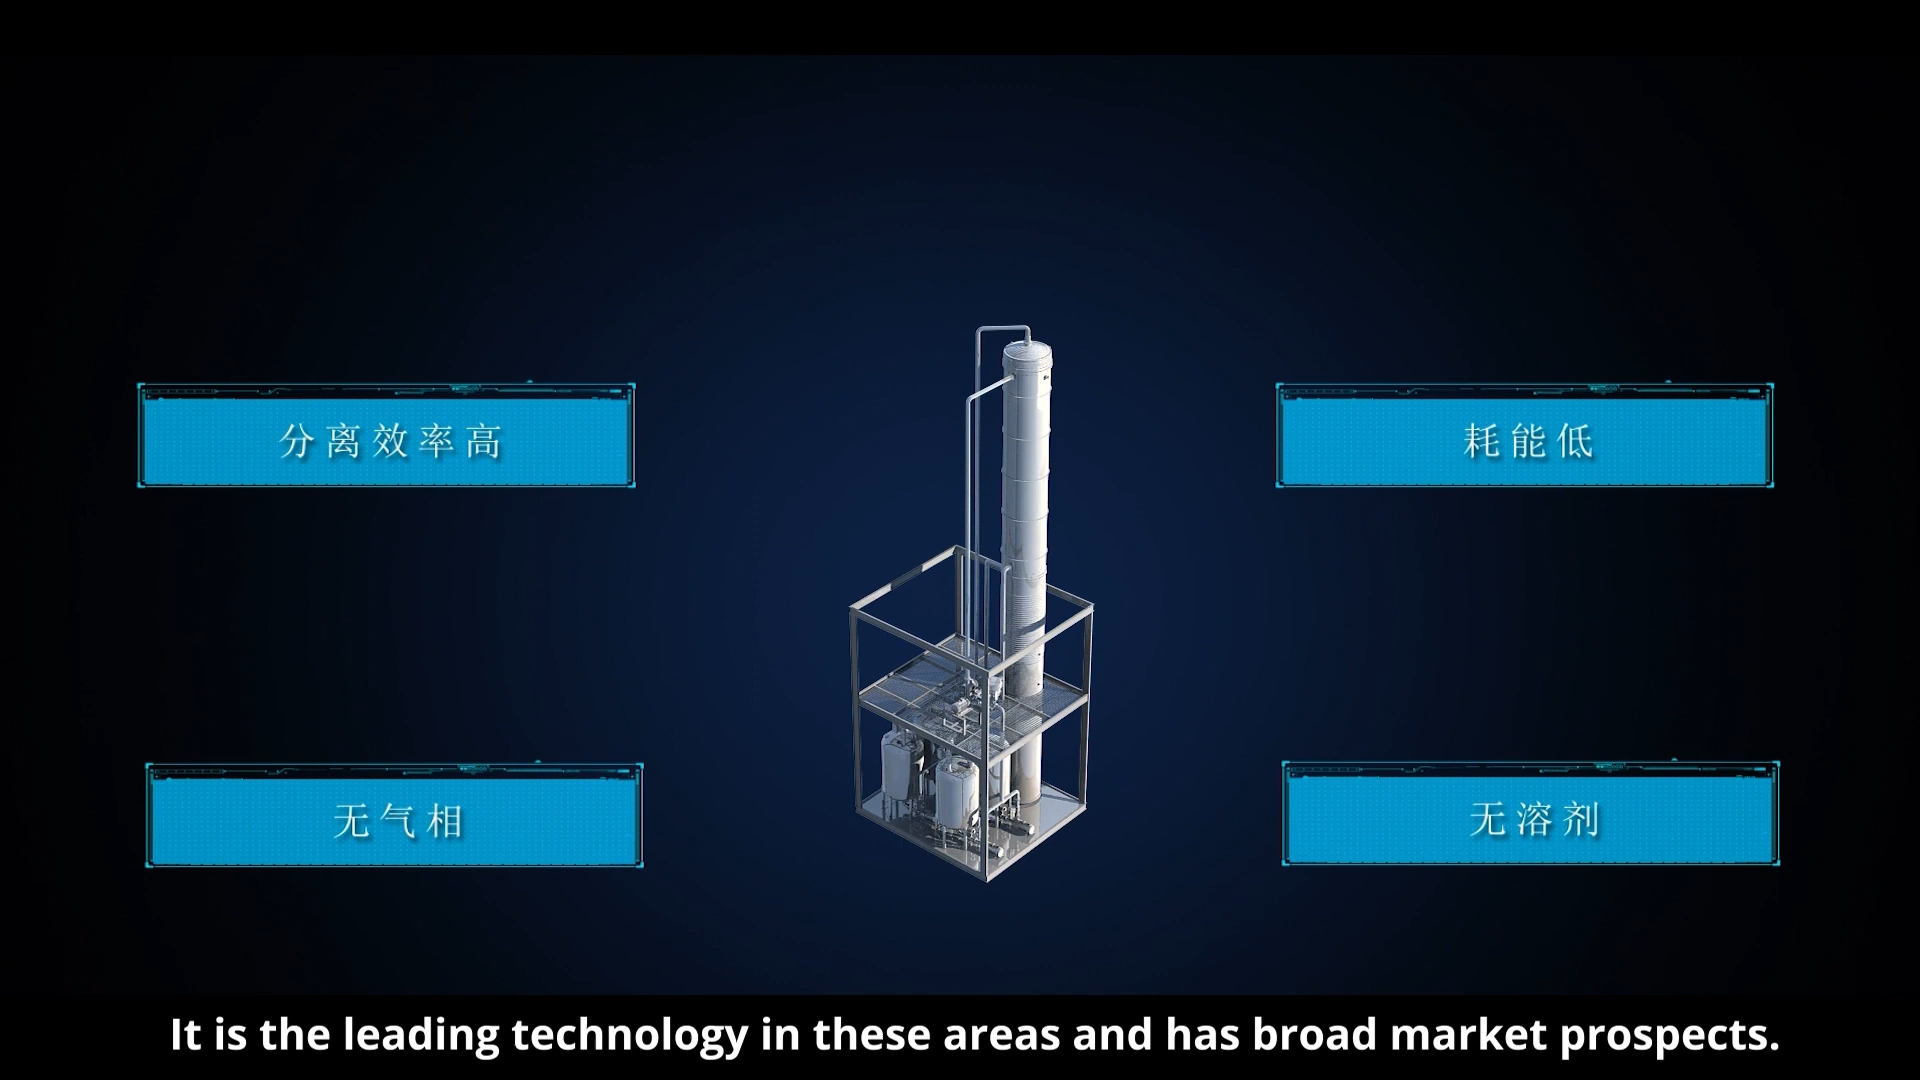 分离效率高
耗能低
无气相
无溶剂
It is the leading technology in these areas and has broad market prospects.